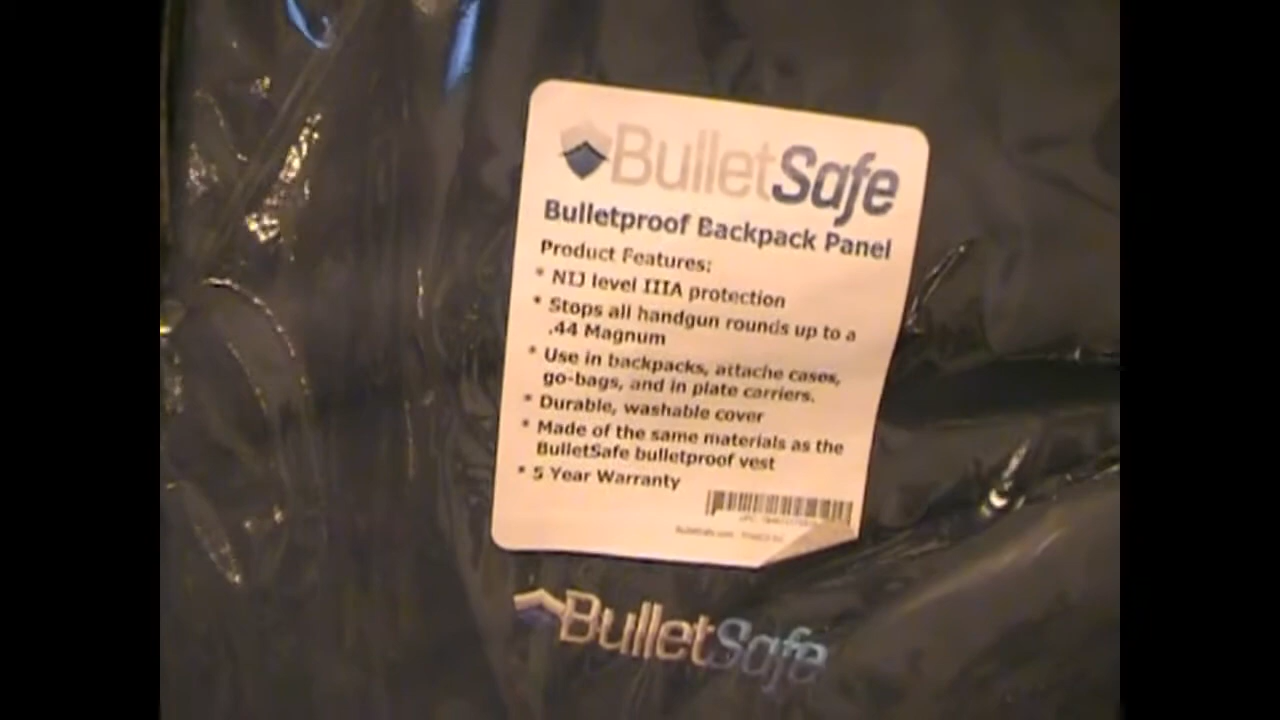 BulletSafe
Bulletproof Backpack Panel
Product Features:
* NIJ level IIIA protection
* Stops all handgun rounds up to a
.44 Magnum
* Use in backpacks, attache cases,
go-bags, and in plate carriers.
* Durable, washable cover
* Made of the same materials as the
BulletSafe bulletproof vest
* 5 Year Warranty
BulletSafe